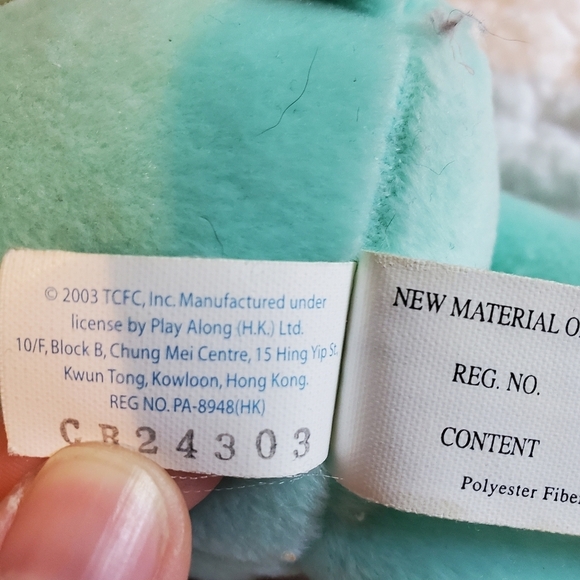 © 2003 TCFC, Inc. Manufactured under
license by Play Along (H.K.) Ltd.
10/F, Block B, Chung Mei Centre, 15 Hing Yip St.
Kwun Tong, Kowloon, Hong Kong.
REG NO. PA-8948(HK)
CB24303
NEW MATERIAL
REG. NO.
CONTENT
Polyester